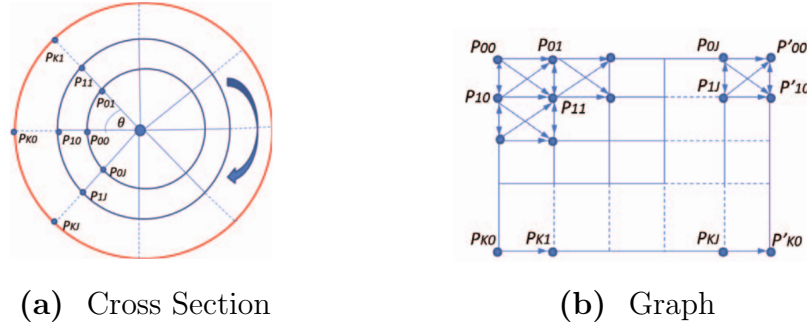 P00 P01 P0J P'00
PK1
P11
P01
P10 P11 P1J P'10
θ
PK0 P10 P00
P0J
P1J
PKJ
PK0 PK1 PKJ P'K0
(a) Cross Section
(b) Graph